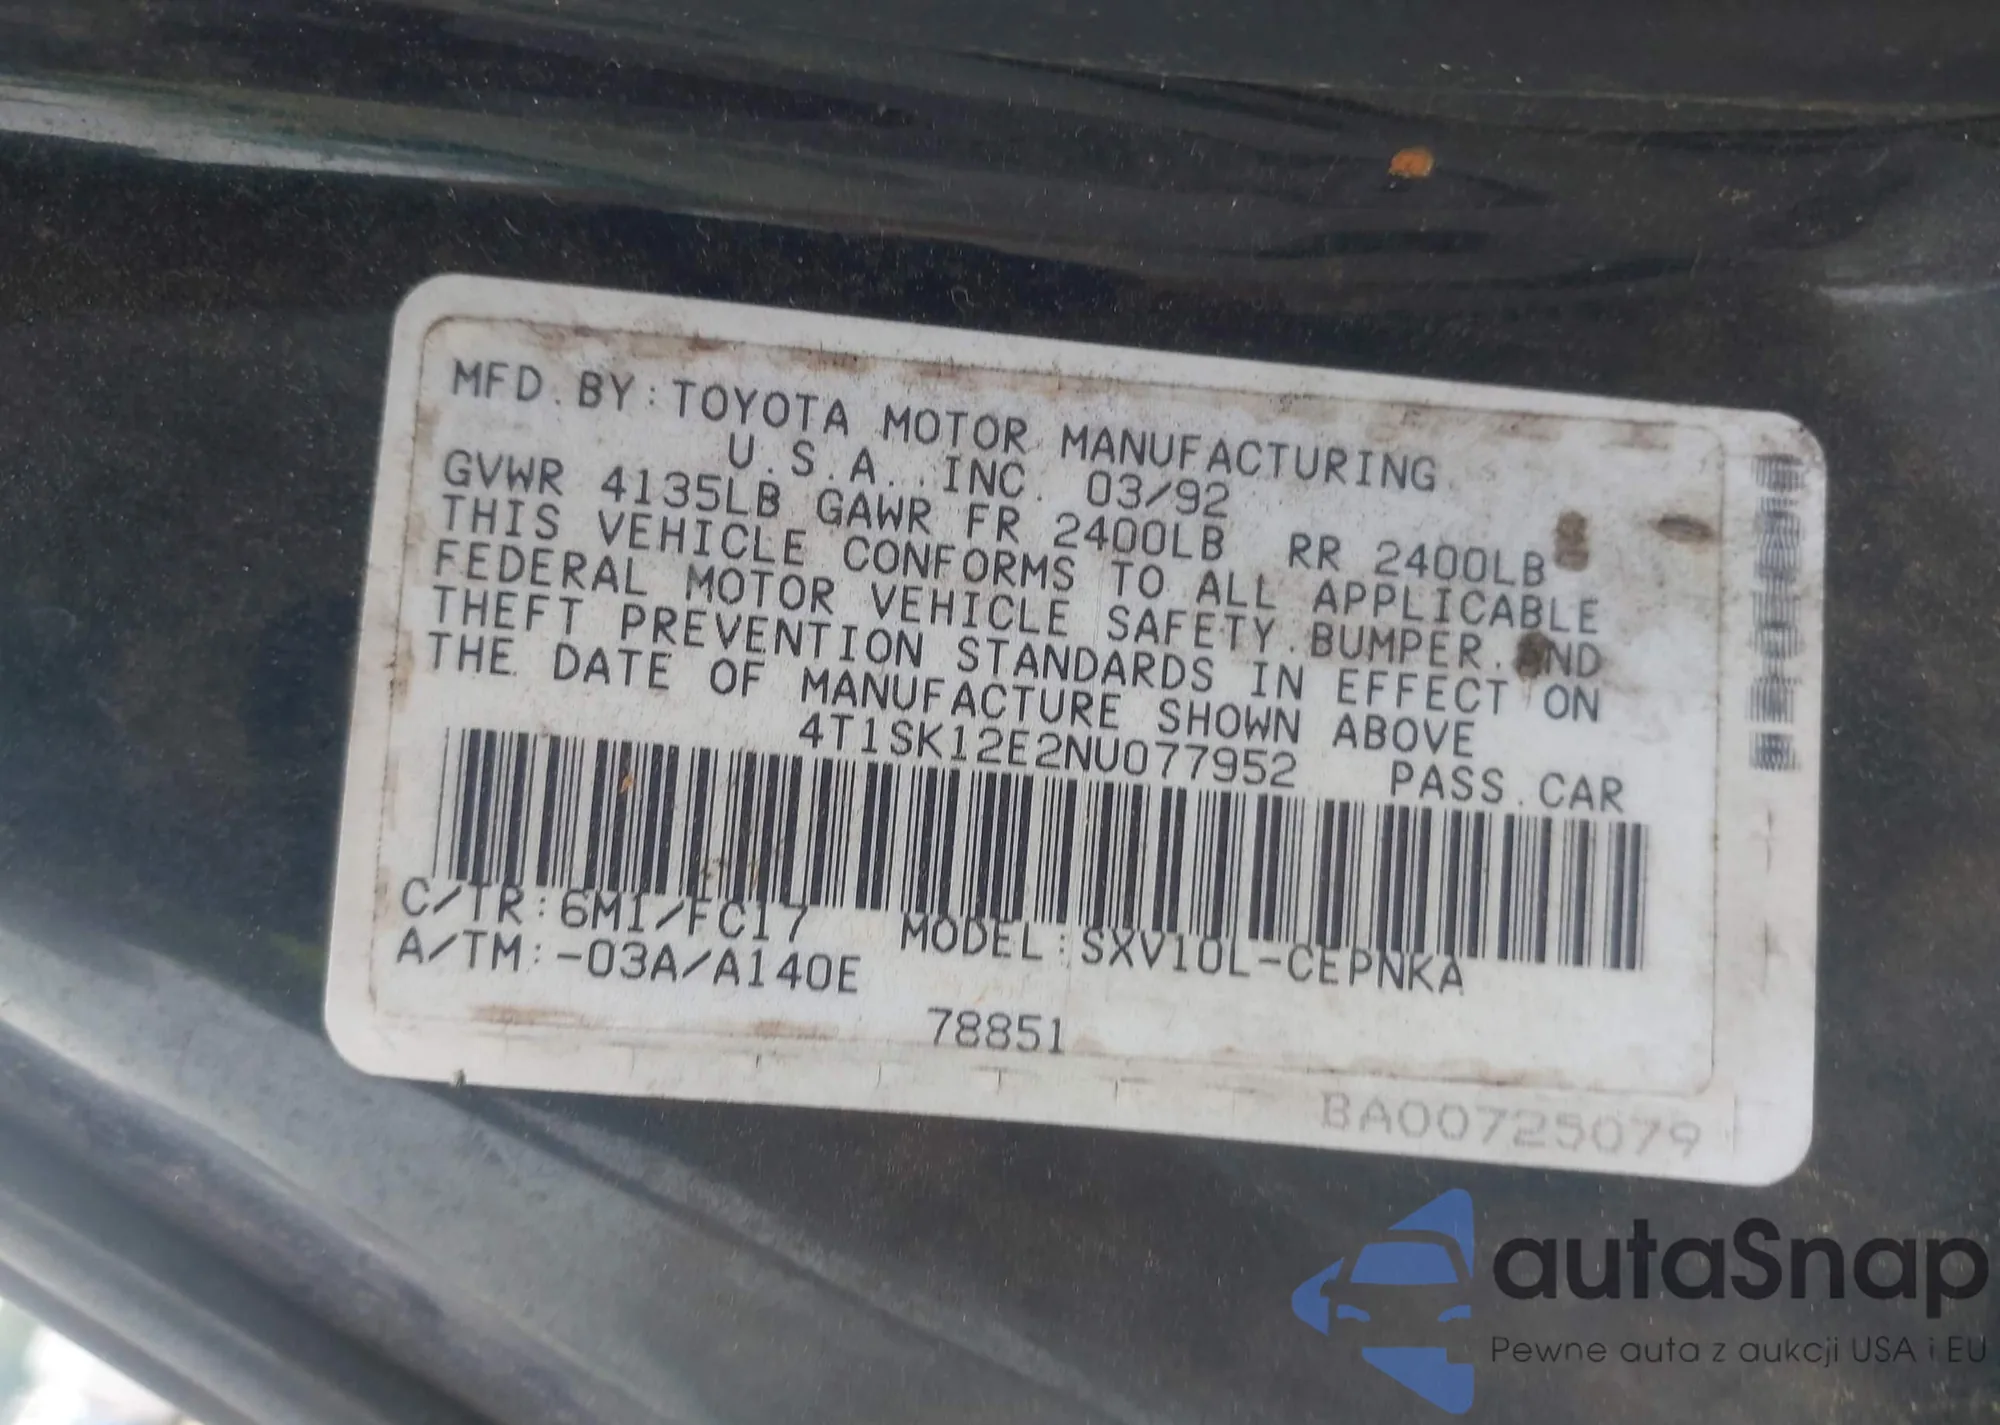 MFD.BY:TOYOTA MOTOR MANUFACTURING
U.S.A.,INC. 03/92
GVWR 4135LB GAWR FR 2400LB RR 2400LB
THIS VEHICLE CONFORMS TO ALL APPLICABLE
FEDERAL MOTOR VEHICLE SAFETY.BUMPER.AND
THEFT PREVENTION STANDARDS IN EFFECT ON
THE DATE OF MANUFACTURE SHOWN ABOVE
4T1SK12E2NU077952 PASS.CAR
C/TR:6M1/FC17 MODEL:SXV10L-CEPNKA
A/TM:-03A/A140E
78851
BA00725079
autaSnap
Pewne auta z aukcji USA i EU